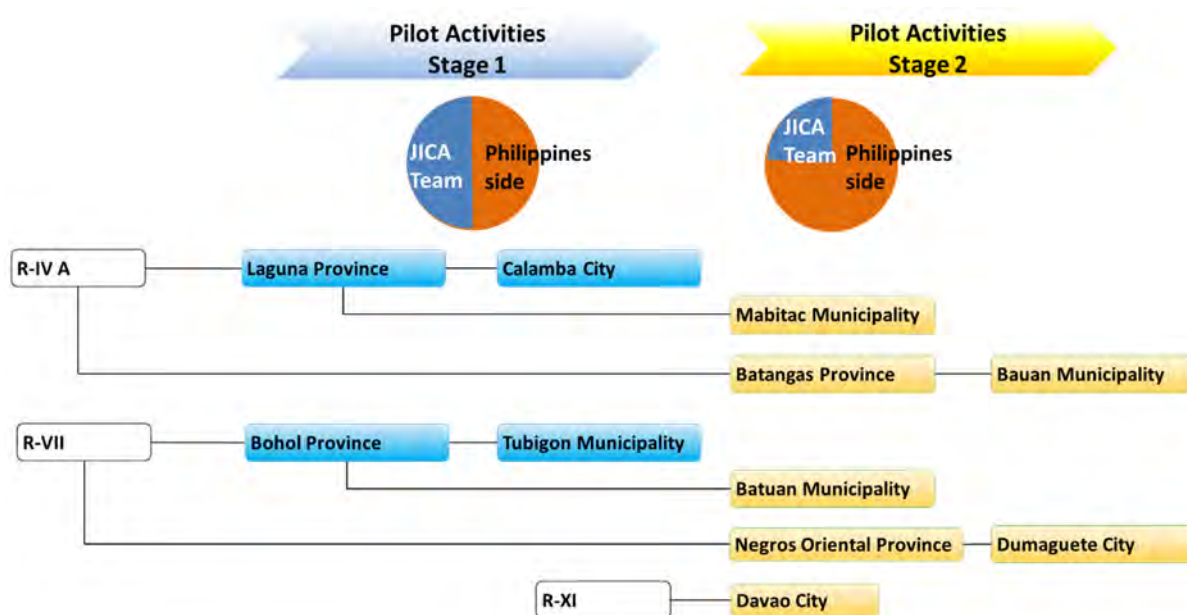 Pilot Activities
Stage 1
Pilot Activities
Stage 2
JICA
Team
Philippines
side
JICA
Team
Philippines
side
R-IV A
Laguna Province
Calamba City
Mabitac Municipality
Batangas Province
Bauan Municipality
R-VII
Bohol Province
Tubigon Municipality
Batuan Municipality
Negros Oriental Province
Dumaguete City
R-XI
Davao City